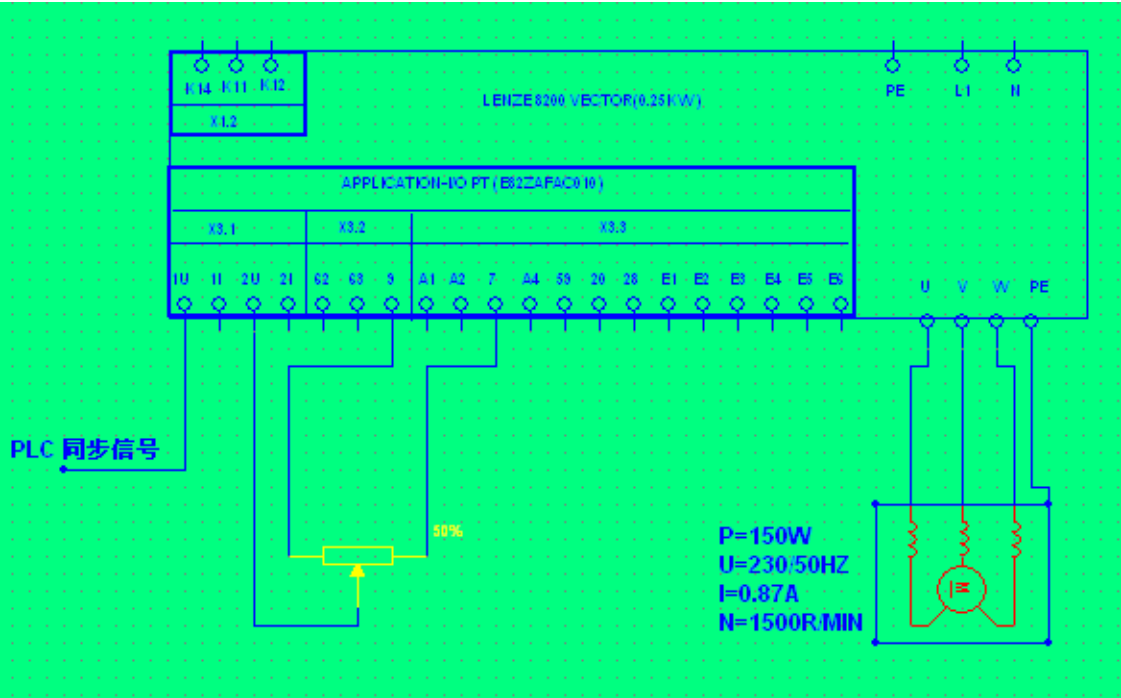 K14 K11 K12
X1.2
LENZE 8200 VECTOR(0.25KW)
PE L1 N
APPLICATION-I/O PT (E82ZAFAC010)
X3.1 X3.2 X3.3
1U 1I 2U 2I 62 63 9 A1 A2 7 A4 59 20 28 E1 E2 E3 E4 E5 E6
U V W PE
PLC 同步信号
50%
P=150W
U=230/50HZ
I=0.87A
N=1500R/MIN